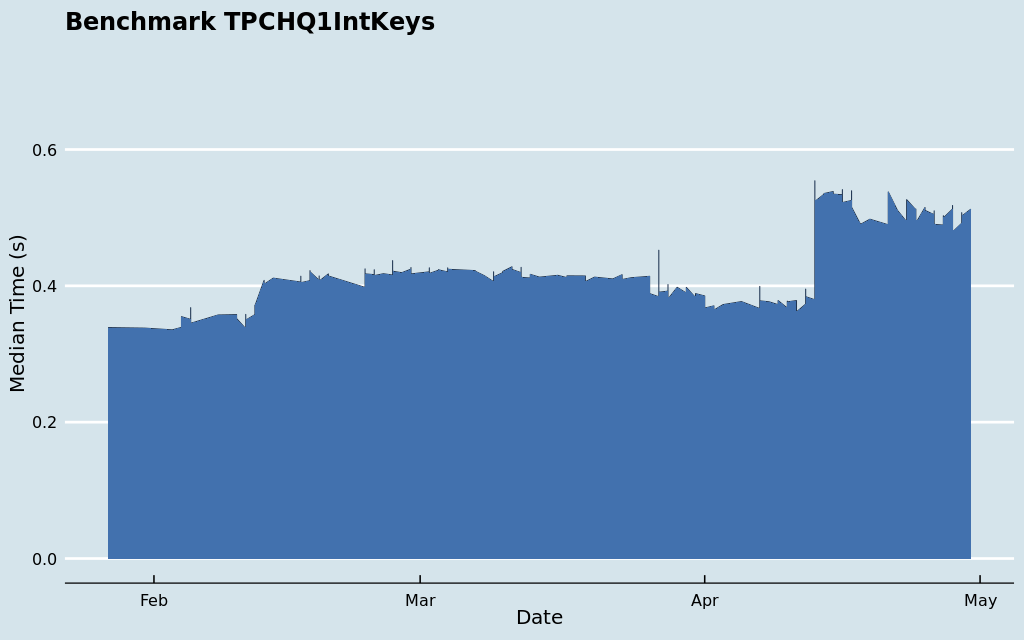 Benchmark TPCHQ1IntKeys
Median Time (s)
0.6
0.4
0.2
0.0
Feb
Mar
Apr
May
Date